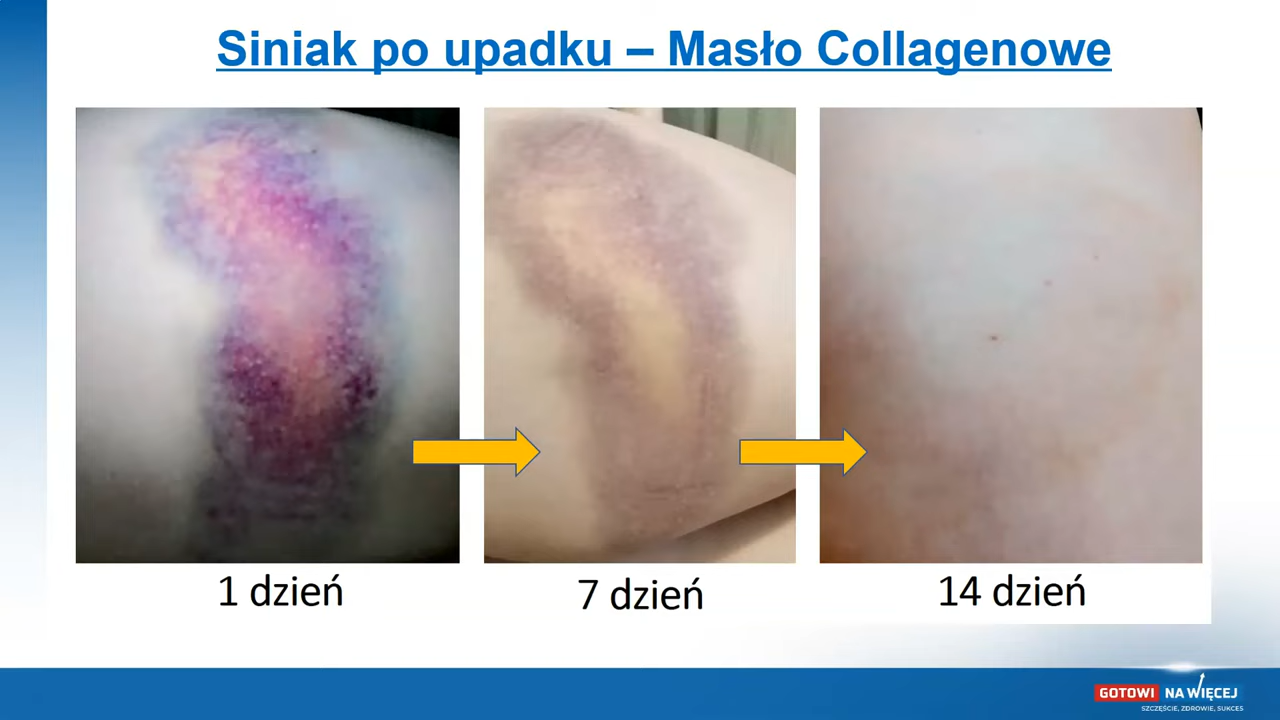 Siniak po upadku – Masło Collagenowe
1 dzień
7 dzień
14 dzień
GOTOWI NA WIĘCEJ
SZCZĘŚCIE, ZDROWIE, SUKCES